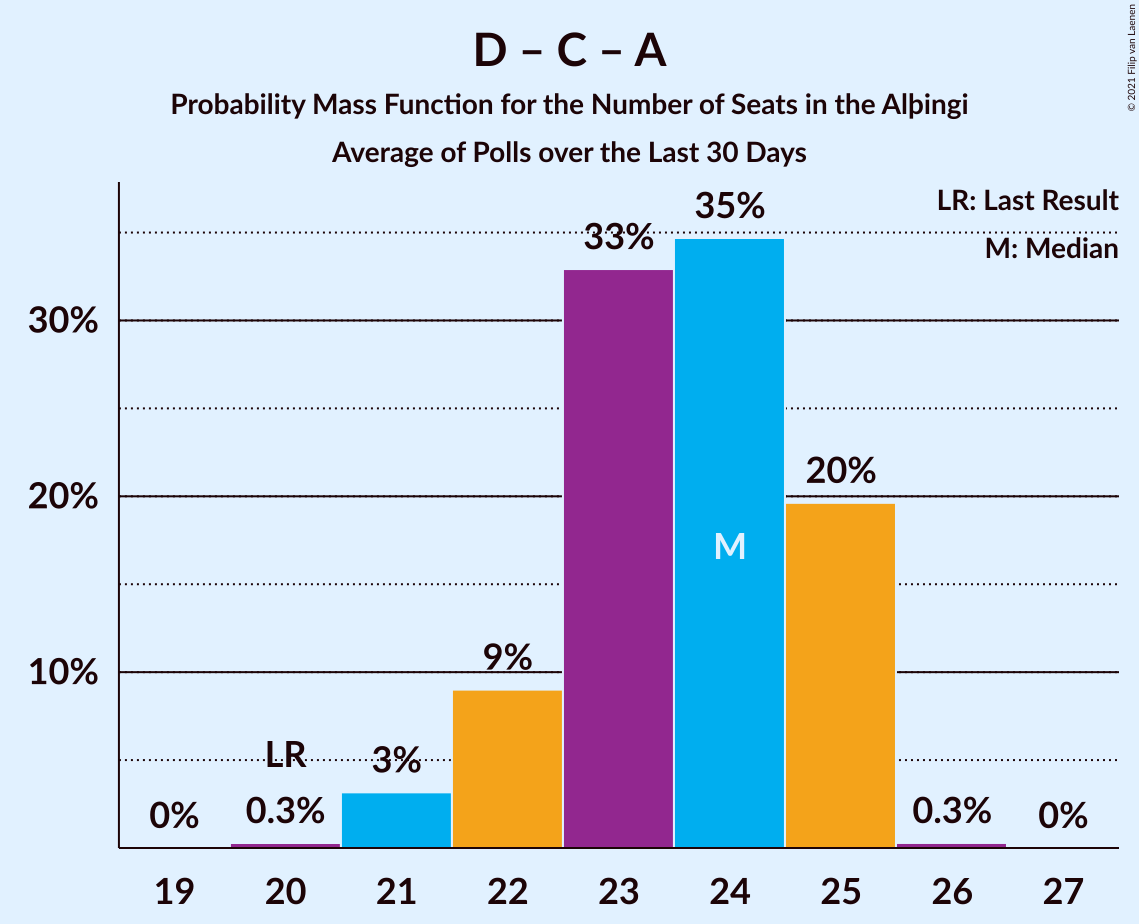 D – C – A
Probability Mass Function for the Number of Seats in the Alþingi
Average of Polls over the Last 30 Days
© 2021 Filip van Laenen
LR: Last Result
M: Median
35%
33%
30%
20%
20%
M
9%
10%
LR
3%
0%
0.3%
0.3%
0%
19 20 21 22 23 24 25 26 27